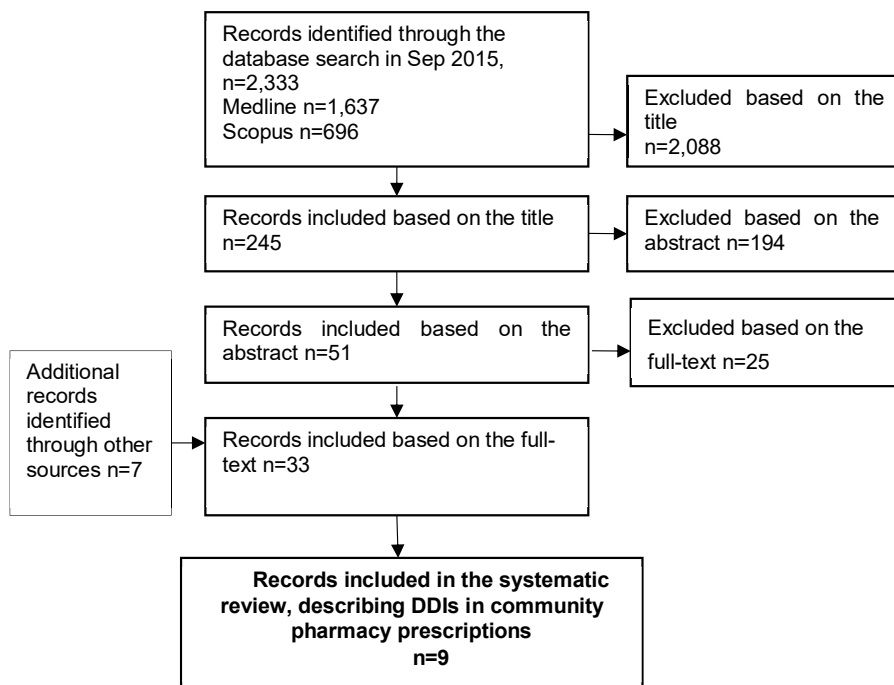 Records identified through the
database search in Sep 2015,
n=2,333
Medline n=1,637
Scopus n=696
Excluded based on the
title
n=2,088
Records included based on the title
n=245
Excluded based on the
abstract n=194
Records included based on the
abstract n=51
Excluded based on the
full-text n=25
Additional
records
identified
through other
sources n=7
Records included based on the full-
text n=33
Records included in the systematic
review, describing DDIs in community
pharmacy prescriptions
n=9